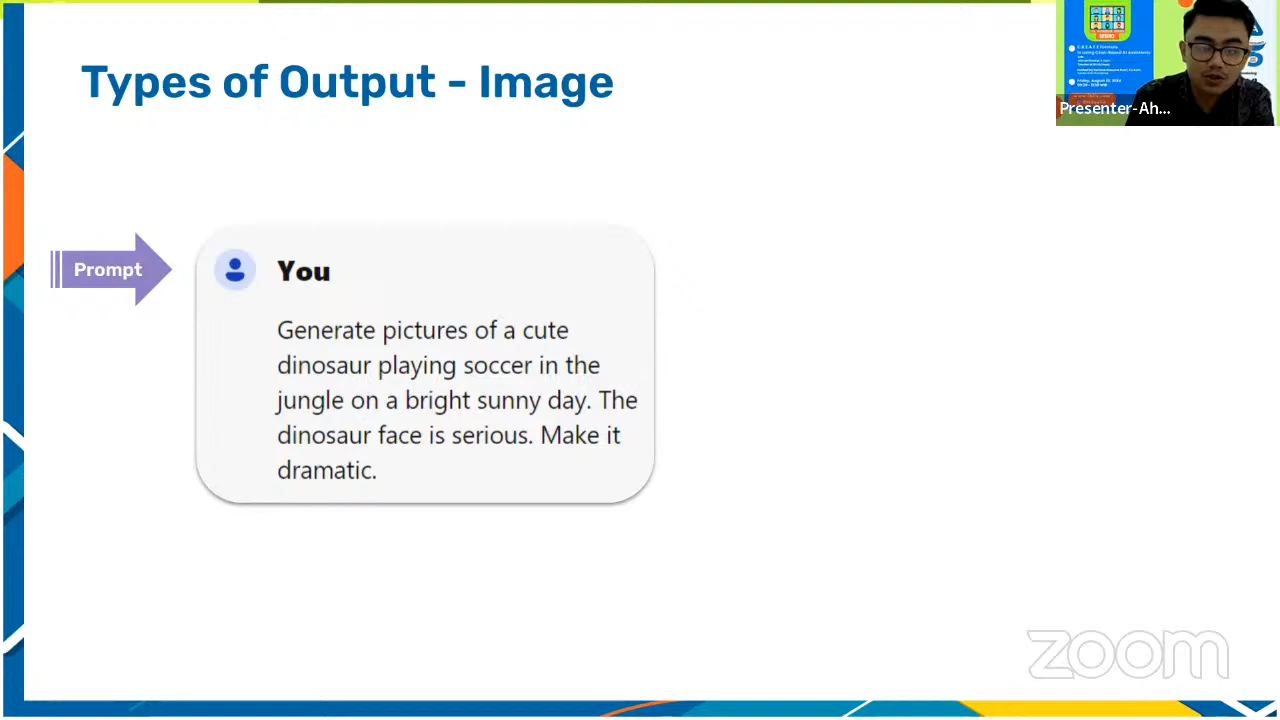 Types of Output - Image
Presenter-Ah...
Prompt
You
Generate pictures of a cute
dinosaur playing soccer in the
jungle on a bright sunny day. The
dinosaur face is serious. Make it
dramatic.
zoom